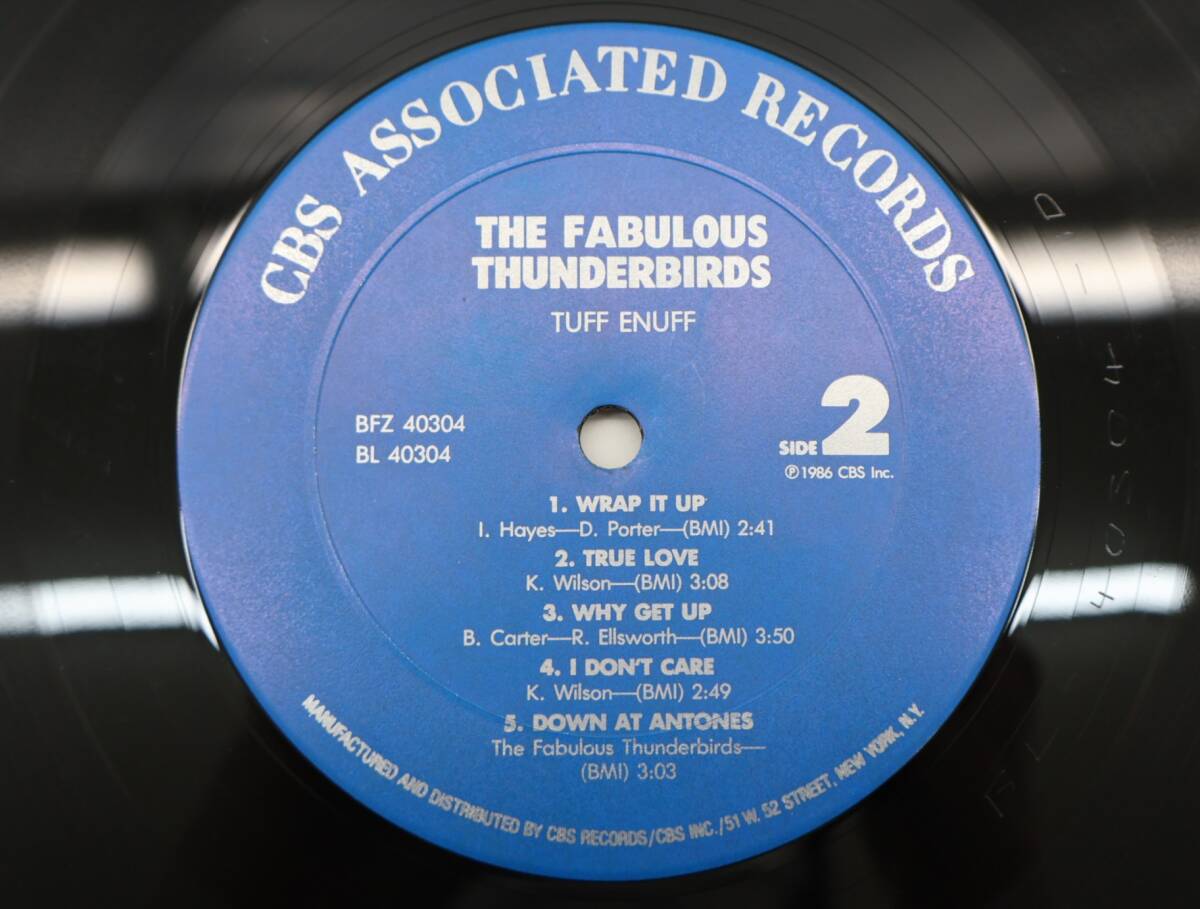 CBS ASSOCIATED RECORDS
THE FABULOUS
THUNDERBIRDS
TUFF ENUFF
BFZ 40304
BL 40304
SIDE 2
℗1986 CBS Inc.
1. WRAP IT UP
I. Hayes—D. Porter—(BMI) 2:41
2. TRUE LOVE
K. Wilson—(BMI) 3:08
3. WHY GET UP
B. Carter—R. Ellsworth—(BMI) 3:50
4. I DON'T CARE
K. Wilson—(BMI) 2:49
5. DOWN AT ANTONES
The Fabulous Thunderbirds—
(BMI) 3:03
MANUFACTURED AND DISTRIBUTED BY CBS RECORDS/CBS INC./51 W. 52 STREET, NEW YORK, N.Y.